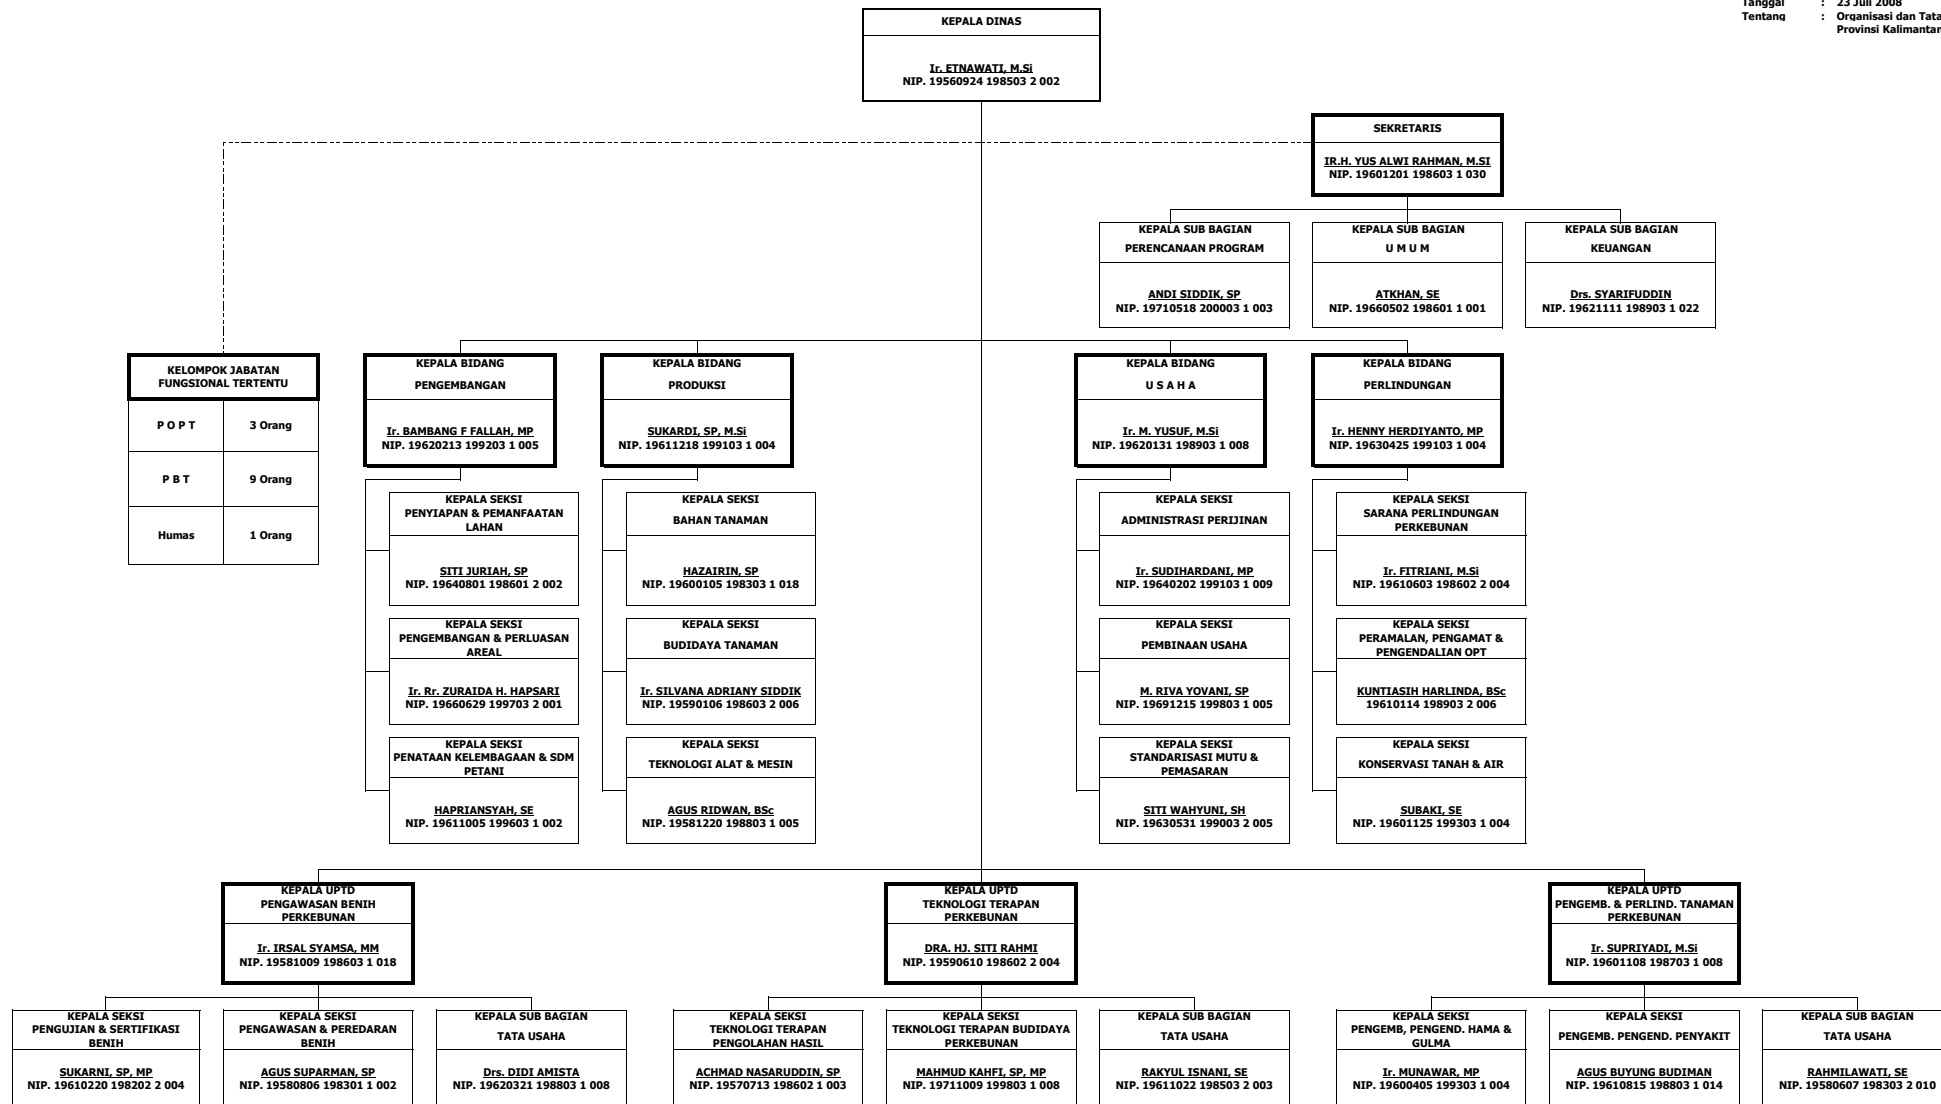 Tanggal : 23 Juli 2008
Tentang : Organisasi dan Tata
Provinsi Kalimantan
KEPALA DINAS
Ir. ETNAWATI, M.Si
NIP. 19560924 198503 2 002
SEKRETARIS
IR.H. YUS ALWI RAHMAN, M.SI
NIP. 19601201 198603 1 030
KEPALA SUB BAGIAN
PERENCANAAN PROGRAM
ANDI SIDDIK, SP
NIP. 19710518 200003 1 003
KEPALA SUB BAGIAN
U M U M
ATKHAN, SE
NIP. 19660502 198601 1 001
KEPALA SUB BAGIAN
KEUANGAN
Drs. SYARIFUDDIN
NIP. 19621111 198903 1 022
KELOMPOK JABATAN
FUNGSIONAL TERTENTU
P O P T 3 Orang
P B T 9 Orang
Humas 1 Orang
KEPALA BIDANG
PENGEMBANGAN
Ir. BAMBANG F FALLAH, MP
NIP. 19620213 199203 1 005
KEPALA BIDANG
PRODUKSI
SUKARDI, SP, M.Si
NIP. 19611218 199103 1 004
KEPALA BIDANG
U S A H A
Ir. M. YUSUF, M.Si
NIP. 19620131 198903 1 008
KEPALA BIDANG
PERLINDUNGAN
Ir. HENNY HERDIYANTO, MP
NIP. 19630425 199103 1 004
KEPALA SEKSI
PENYIAPAN & PEMANFAATAN
LAHAN
SITI JURIAH, SP
NIP. 19640801 198601 2 002
KEPALA SEKSI
BAHAN TANAMAN
HAZAIRIN, SP
NIP. 19600105 198303 1 018
KEPALA SEKSI
ADMINISTRASI PERIJINAN
Ir. SUDIHARDANI, MP
NIP. 19640202 199103 1 009
KEPALA SEKSI
SARANA PERLINDUNGAN
PERKEBUNAN
Ir. FITRIANI, M.Si
NIP. 19610603 198602 2 004
KEPALA SEKSI
PENGEMBANGAN & PERLUASAN
AREAL
Ir. Rr. ZURAIDA H. HAPSARI
NIP. 19660629 199703 2 001
KEPALA SEKSI
BUDIDAYA TANAMAN
Ir. SILVANA ADRIANY SIDDIK
NIP. 19590106 198603 2 006
KEPALA SEKSI
PEMBINAAN USAHA
M. RIVA YOVANI, SP
NIP. 19691215 199803 1 005
KEPALA SEKSI
PERAMALAN, PENGAMAT &
PENGENDALIAN OPT
KUNTIASIH HARLINDA, BSc
19610114 198903 2 006
KEPALA SEKSI
PENATAAN KELEMBAGAAN & SDM
PETANI
HAPRIANSYAH, SE
NIP. 19611005 199603 1 002
KEPALA SEKSI
TEKNOLOGI ALAT & MESIN
AGUS RIDWAN, BSc
NIP. 19581220 198803 1 005
KEPALA SEKSI
STANDARISASI MUTU &
PEMASARAN
SITI WAHYUNI, SH
NIP. 19630531 199003 2 005
KEPALA SEKSI
KONSERVASI TANAH & AIR
SUBAKI, SE
NIP. 19601125 199303 1 004
KEPALA UPTD
PENGAWASAN BENIH
PERKEBUNAN
Ir. IRSAL SYAMSA, MM
NIP. 19581009 198603 1 018
KEPALA UPTD
TEKNOLOGI TERAPAN
PERKEBUNAN
DRA. HJ. SITI RAHMI
NIP. 19590610 198602 2 004
KEPALA UPTD
PENGEMB. & PERLIND. TANAMAN
PERKEBUNAN
Ir. SUPRIYADI, M.Si
NIP. 19601108 198703 1 008
KEPALA SEKSI
PENGUJIAN & SERTIFIKASI
BENIH
SUKARNI, SP, MP
NIP. 19610220 198202 2 004
KEPALA SEKSI
PENGAWASAN & PEREDARAN
BENIH
AGUS SUPARMAN, SP
NIP. 19580806 198301 1 002
KEPALA SUB BAGIAN
TATA USAHA
Drs. DIDI AMISTA
NIP. 19620321 198803 1 008
KEPALA SEKSI
TEKNOLOGI TERAPAN
PENGOLAHAN HASIL
ACHMAD NASARUDDIN, SP
NIP. 19570713 198602 1 003
KEPALA SEKSI
TEKNOLOGI TERAPAN BUDIDAYA
PERKEBUNAN
MAHMUD KAHFI, SP, MP
NIP. 19711009 199803 1 008
KEPALA SUB BAGIAN
TATA USAHA
RAKYUL ISNANI, SE
NIP. 19611022 198503 2 003
KEPALA SEKSI
PENGEMB, PENGEND. HAMA &
GULMA
Ir. MUNAWAR, MP
NIP. 19600405 199303 1 004
KEPALA SEKSI
PENGEMB. PENGEND. PENYAKIT
AGUS BUYUNG BUDIMAN
NIP. 19610815 198803 1 014
KEPALA SUB BAGIAN
TATA USAHA
RAHMILAWATI, SE
NIP. 19580607 198303 2 010